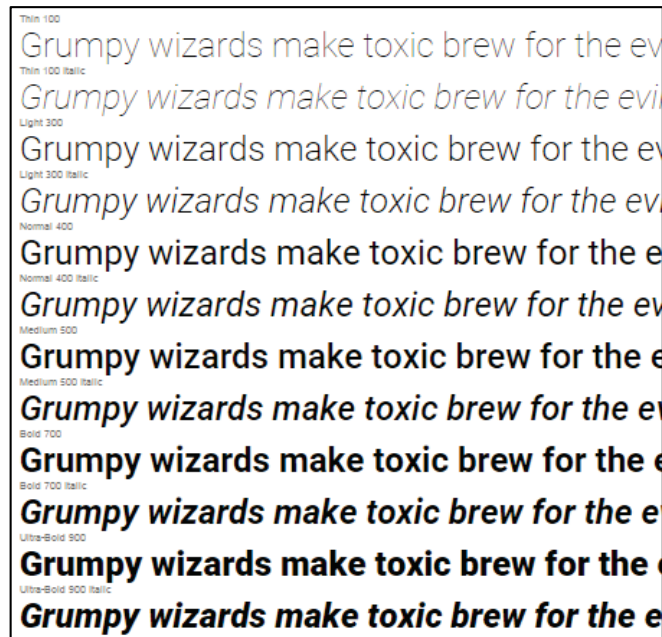 Thin 100
Grumpy wizards make toxic brew for the ev
Thin 100 Italic
Grumpy wizards make toxic brew for the evil
Light 300
Grumpy wizards make toxic brew for the ev
Light 300 Italic
Grumpy wizards make toxic brew for the evi
Normal 400
Grumpy wizards make toxic brew for the e
Normal 400 Italic
Grumpy wizards make toxic brew for the ev
Medium 500
Grumpy wizards make toxic brew for the e
Medium 500 Italic
Grumpy wizards make toxic brew for the ev
Bold 700
Grumpy wizards make toxic brew for the e
Bold 700 Italic
Grumpy wizards make toxic brew for the e
Ultra-Bold 900
Grumpy wizards make toxic brew for the
Ultra-Bold 900 Italic
Grumpy wizards make toxic brew for the e